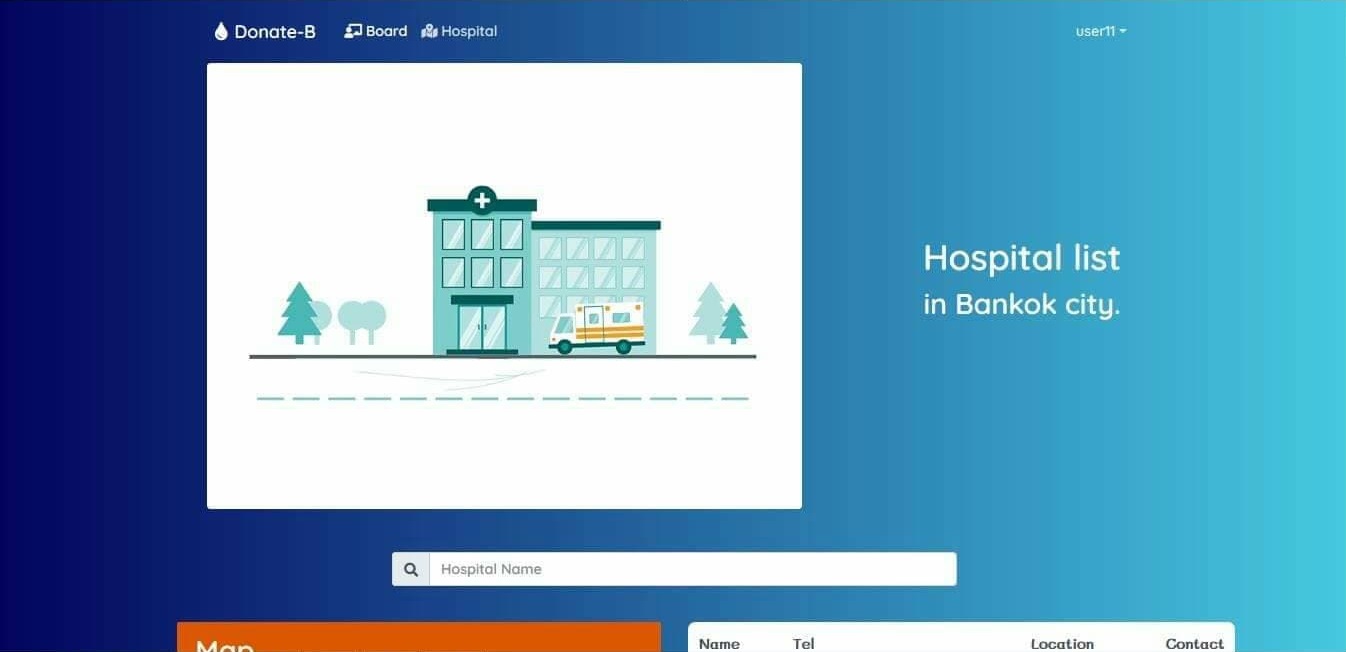 Donate-B Board Hospital user11
Hospital list
in Bankok city.
Hospital Name
Map
Name Tel Location Contact